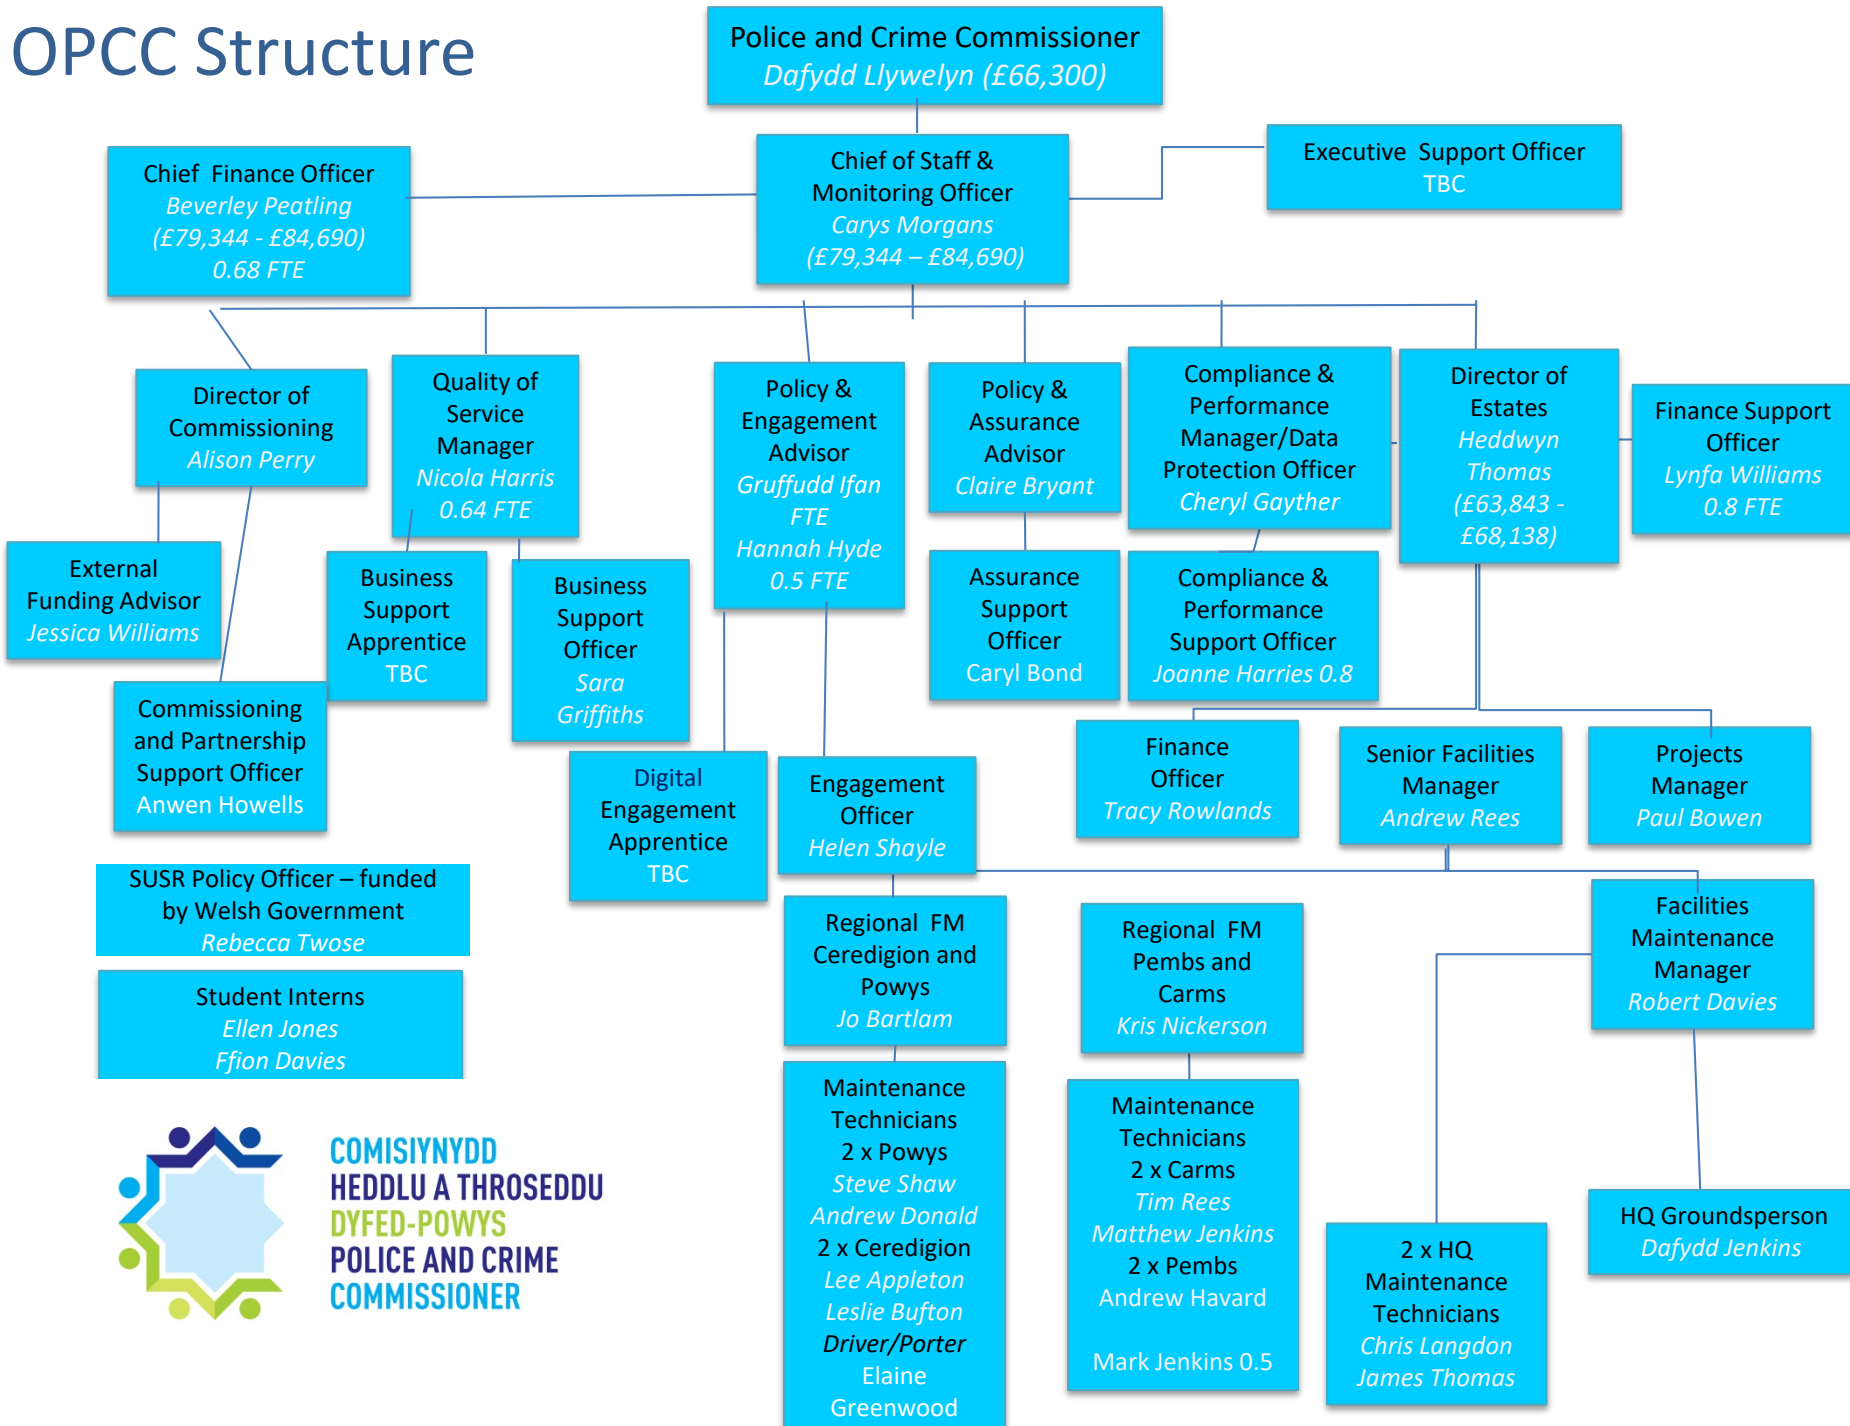 OPCC Structure
Police and Crime Commissioner
Dafydd Llywelyn (£66,300)
Chief  Finance Officer
Beverley Peatling
(£79,344 - £84,690)
0.68 FTE
Chief of Staff &
Monitoring Officer
Carys Morgans
(£79,344 – £84,690)
Executive  Support Officer
TBC
Director of
Commissioning
Alison Perry
Quality of
Service
Manager
Nicola Harris
0.64 FTE
Policy &
Engagement
Advisor
Gruffudd Ifan
FTE
Hannah Hyde
0.5 FTE
Policy &
Assurance
Advisor
Claire Bryant
Compliance &
Performance
Manager/Data
Protection Officer
Cheryl Gayther
Director of
Estates
Heddwyn
Thomas
(£63,843 -
£68,138)
Finance Support
Officer
Lynfa Williams
0.8 FTE
External
Funding Advisor
Jessica Williams
Business
Support
Apprentice
TBC
Business
Support
Officer
Sara
Griffiths
Assurance
Support
Officer
Caryl Bond
Compliance &
Performance
Support Officer
Joanne Harries 0.8
Commissioning
and Partnership
Support Officer
Anwen Howells
Digital
Engagement
Apprentice
TBC
Engagement
Officer
Helen Shayle
Finance
Officer
Tracy Rowlands
Senior Facilities
Manager
Andrew Rees
Projects
Manager
Paul Bowen
SUSR Policy Officer – funded
by Welsh Government
Rebecca Twose
Student Interns
Ellen Jones
Ffion Davies
Regional  FM
Ceredigion and
Powys
Jo Bartlam
Regional  FM
Pembs and
Carms
Kris Nickerson
Facilities
Maintenance
Manager
Robert Davies
Maintenance
Technicians
2 x Powys
Steve Shaw
Andrew Donald
2 x Ceredigion
Lee Appleton
Leslie Bufton
Driver/Porter
Elaine
Greenwood
Maintenance
Technicians
2 x Carms
Tim Rees
Matthew Jenkins
2 x Pembs
Andrew Havard
Mark Jenkins 0.5
2 x HQ
Maintenance
Technicians
Chris Langdon
James Thomas
HQ Groundsperson
Dafydd Jenkins
COMISIYNYDD
HEDDLU A THROSEDDU
DYFED-POWYS
POLICE AND CRIME
COMMISSIONER